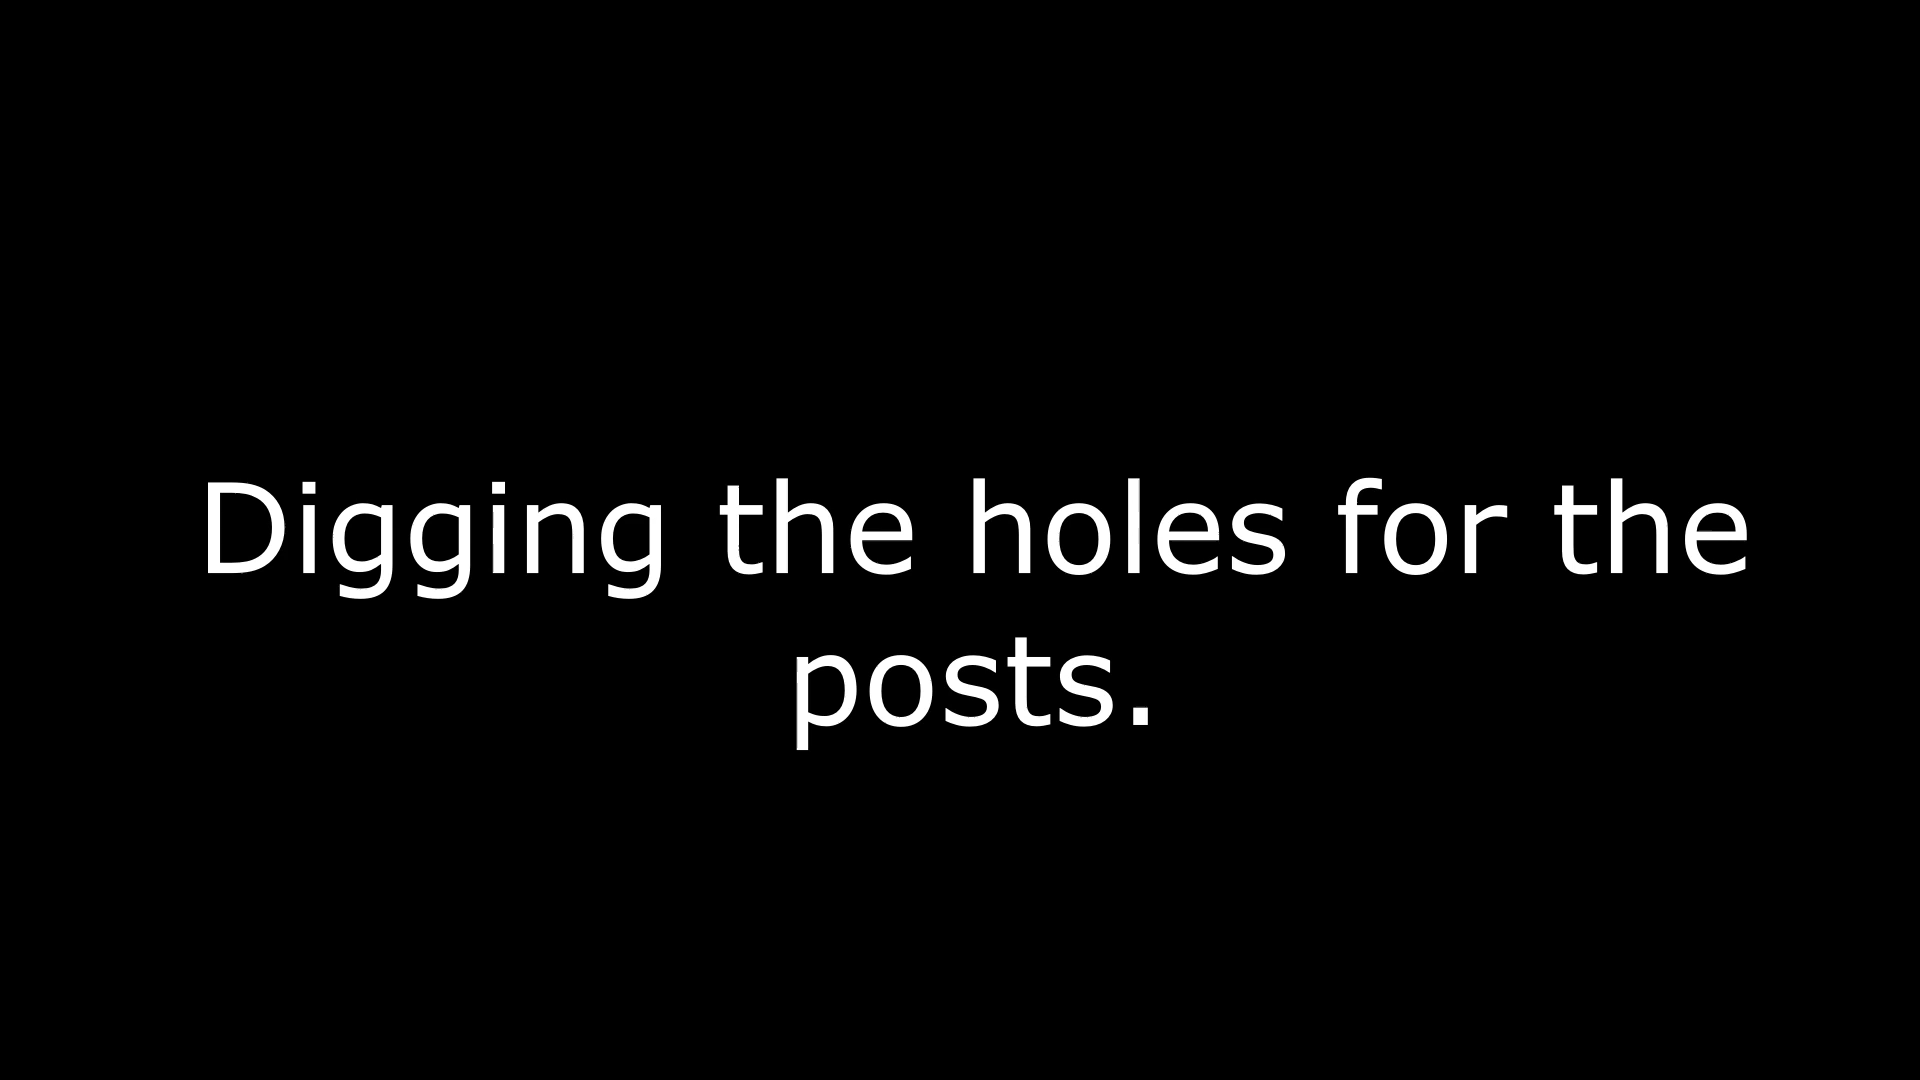 Digging the holes for the
posts.